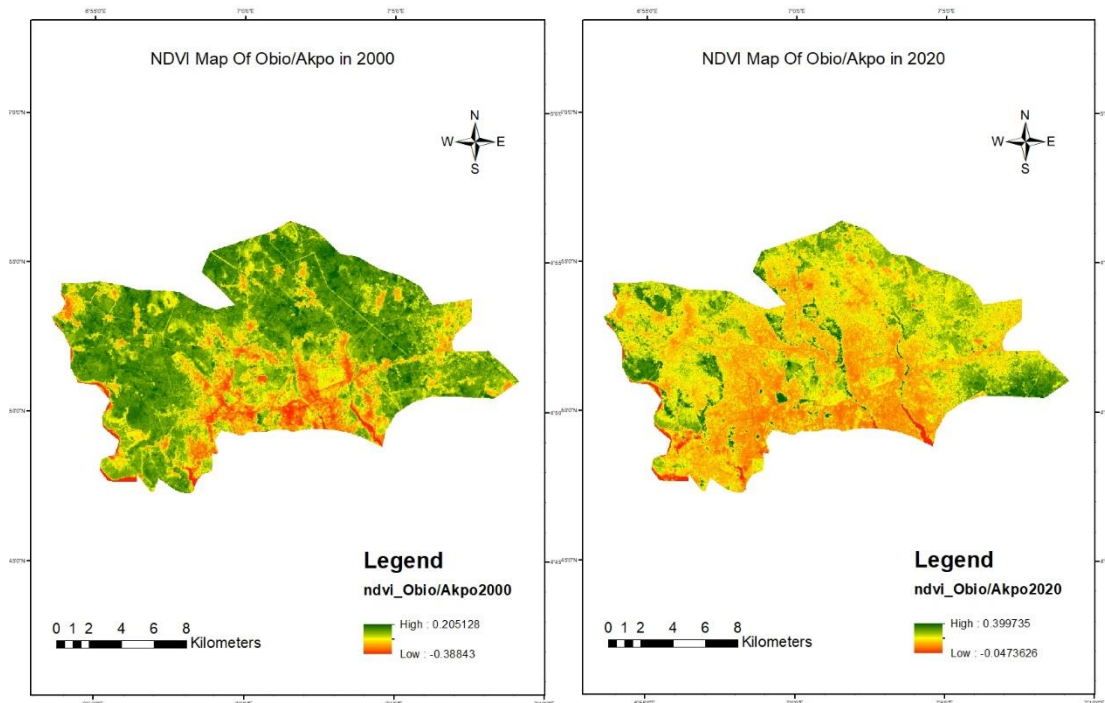 NDVI Map Of Obio/Akpo in 2000
N
W
E
S
Legend
ndvi_Obio/Akpo2000
High : 0.205128
Low : -0.38843
0 1 2 4 6 8
Kilometers
NDVI Map Of Obio/Akpo in 2020
N
W
E
S
Legend
ndvi_Obio/Akpo2020
High : 0.399735
Low : -0.0473626
0 1 2 4 6 8
Kilometers